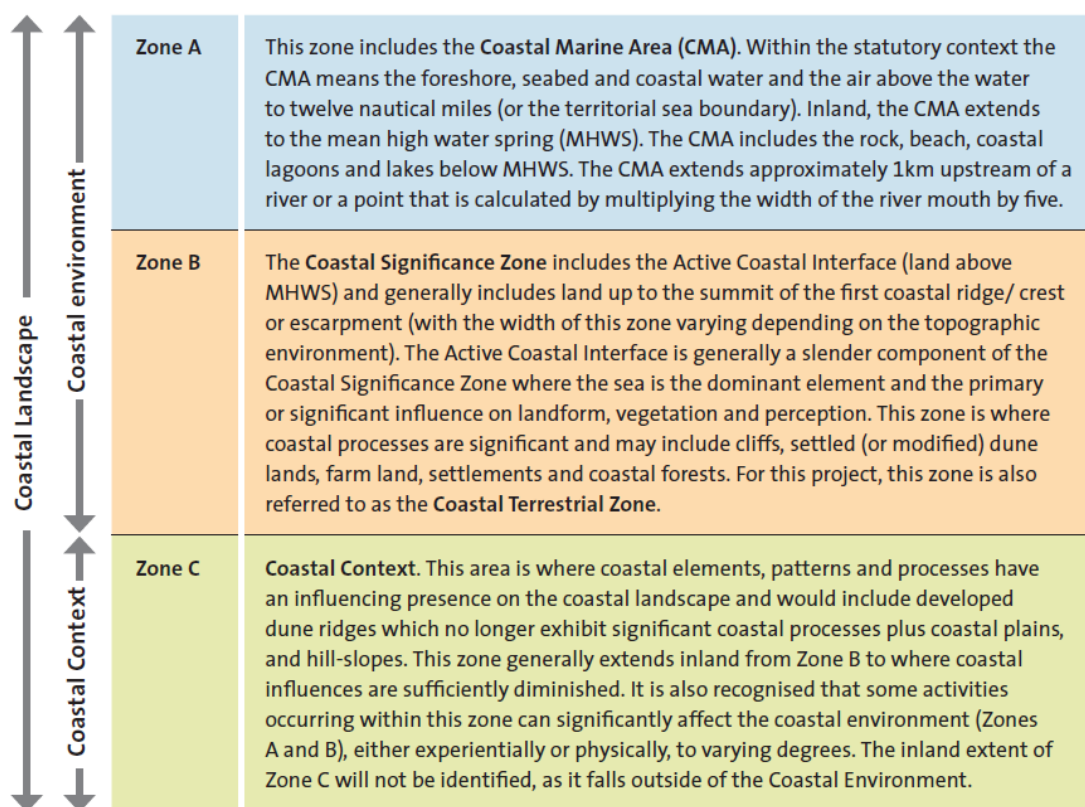 Coastal Landscape
Coastal environment
Coastal Context
Zone A
This zone includes the Coastal Marine Area (CMA). Within the statutory context the
CMA means the foreshore, seabed and coastal water and the air above the water
to twelve nautical miles (or the territorial sea boundary). Inland, the CMA extends
to the mean high water spring (MHWS). The CMA includes the rock, beach, coastal
lagoons and lakes below MHWS. The CMA extends approximately 1km upstream of a
river or a point that is calculated by multiplying the width of the river mouth by five.
Zone B
The Coastal Significance Zone includes the Active Coastal Interface (land above
MHWS) and generally includes land up to the summit of the first coastal ridge/ crest
or escarpment (with the width of this zone varying depending on the topographic
environment). The Active Coastal Interface is generally a slender component of the
Coastal Significance Zone where the sea is the dominant element and the primary
or significant influence on landform, vegetation and perception. This zone is where
coastal processes are significant and may include cliffs, settled (or modified) dune
lands, farm land, settlements and coastal forests. For this project, this zone is also
referred to as the Coastal Terrestrial Zone.
Zone C
Coastal Context. This area is where coastal elements, patterns and processes have
an influencing presence on the coastal landscape and would include developed
dune ridges which no longer exhibit significant coastal processes plus coastal plains,
and hill-slopes. This zone generally extends inland from Zone B to where coastal
influences are sufficiently diminished. It is also recognised that some activities
occurring within this zone can significantly affect the coastal environment (Zones
A and B), either experientially or physically, to varying degrees. The inland extent of
Zone C will not be identified, as it falls outside of the Coastal Environment.